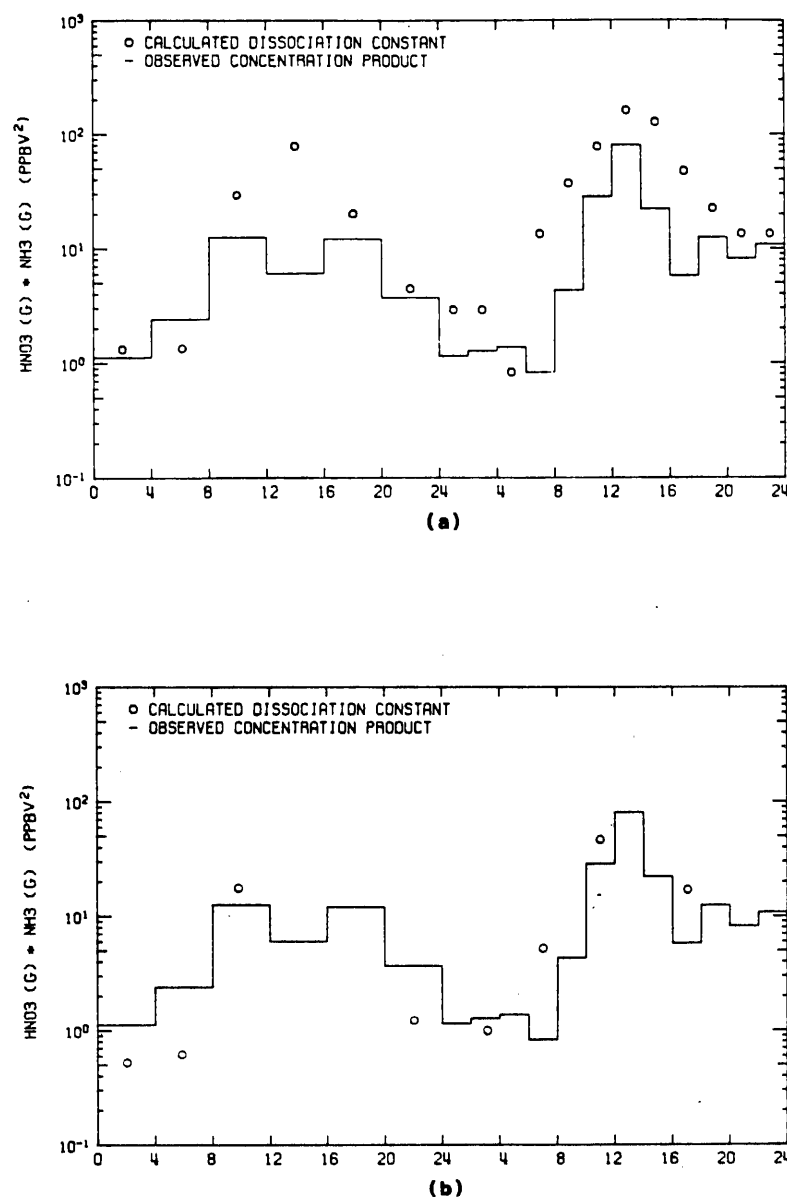 10³
○ CALCULATED DISSOCIATION CONSTANT
— OBSERVED CONCENTRATION PRODUCT
10²
10¹
10⁰
10⁻¹
HNO3 (G) * NH3 (G) (PPBV²)
0 4 8 12 16 20 24 4 8 12 16 20 24
(a)
10³
○ CALCULATED DISSOCIATION CONSTANT
— OBSERVED CONCENTRATION PRODUCT
10²
10¹
10⁰
10⁻¹
HNO3 (G) * NH3 (G) (PPBV²)
0 4 8 12 16 20 24 4 8 12 16 20 24
(b)